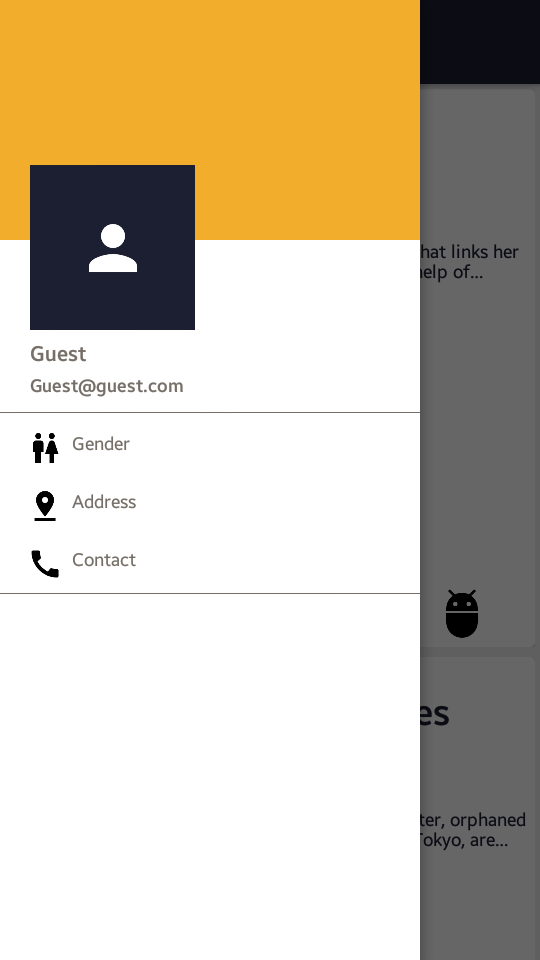 Guest
Guest@guest.com
Gender
Address
Contact
hat links her
help of...
es
ter, orphaned
Tokyo, are...